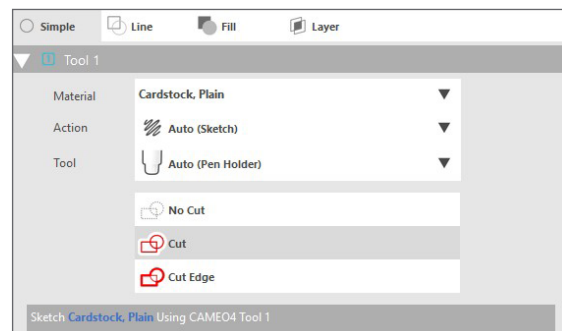 Simple Line Fill Layer
1 Tool 1
Material Cardstock, Plain
Action Auto (Sketch)
Tool Auto (Pen Holder)
No Cut
Cut
Cut Edge
Sketch Cardstock, Plain Using CAMEO4 Tool 1